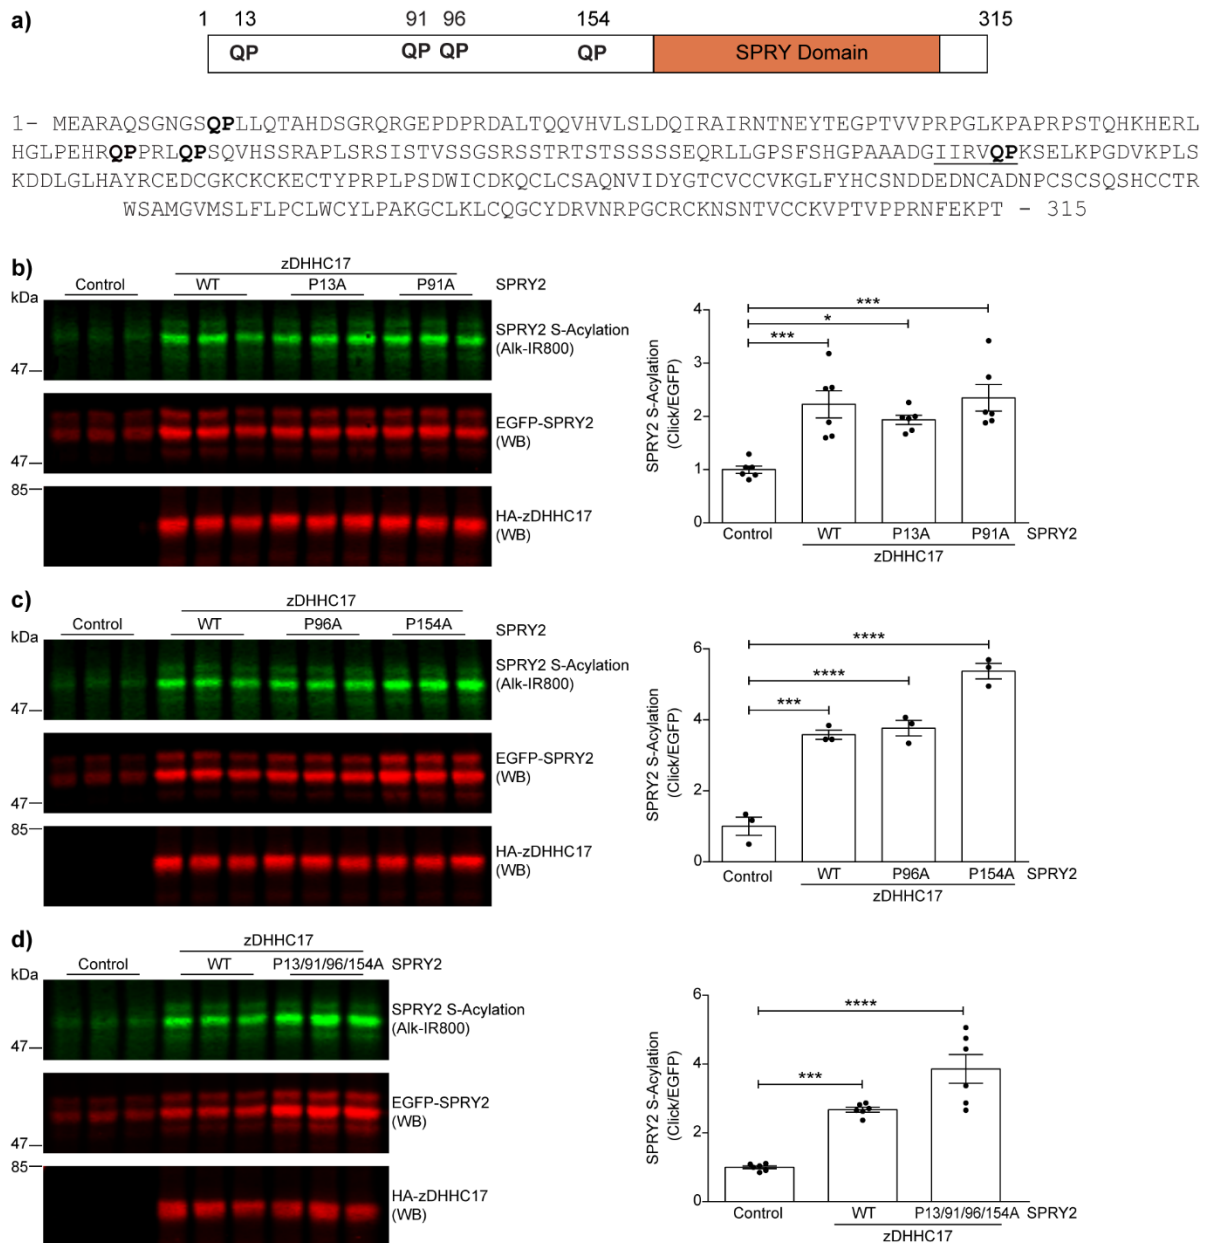 a)
1 13 91 96 154 315
QP QP QP QP SPRY Domain
1- MEARAQSGNGSQPLLQTAHDSGRQRGEPDPRDALTQQVHVLSLDQIRAIRNTNEYTEGPTVVPRPGLKPAPRPSTQHKHERL
HGLPEHRQPPRLQPSQVHSSRAPLSRSISTVSSGSRSSTRTSTSSSSSEQRLLGPSFSHGPAAADGIIRVQPKSELKPGDVKPLS
KDDLGLHAYRCEDCGKCKCKECTYPRPLPSDWICDKQCLCSAQNVIDYGTCVCCVKGLFYHCSNDDEDNCADNPCSCSQSHCCTR
WSAMGVMSLFLPCLWCYLPAKGCLKLCQGCYDRVNRPGCRCKNSNTVCCKVPTVPPRNFEKPT - 315
b)
zDHHC17
kDa
Control WT P13A P91A SPRY2
SPRY2 S-Acylation
(Alk-IR800)
47
EGFP-SPRY2
(WB)
47
85
HA-zDHHC17
(WB)
SPRY2 S-Acylation
(Click/EGFP)
4
3
2
1
0
***
*
***
Control WT P13A P91A SPRY2
zDHHC17
c)
zDHHC17
kDa
Control WT P96A P154A SPRY2
SPRY2 S-Acylation
(Alk-IR800)
47
EGFP-SPRY2
(WB)
47
85
HA-zDHHC17
(WB)
SPRY2 S-Acylation
(Click/EGFP)
6
4
2
0
****
****
***
Control WT P96A P154A SPRY2
zDHHC17
d)
zDHHC17
kDa
Control WT P13/91/96/154A SPRY2
SPRY2 S-Acylation
(Alk-IR800)
47
EGFP-SPRY2
(WB)
47
85
HA-zDHHC17
(WB)
SPRY2 S-Acylation
(Click/EGFP)
6
4
2
0
****
***
Control WT P13/91/96/154A SPRY2
zDHHC17